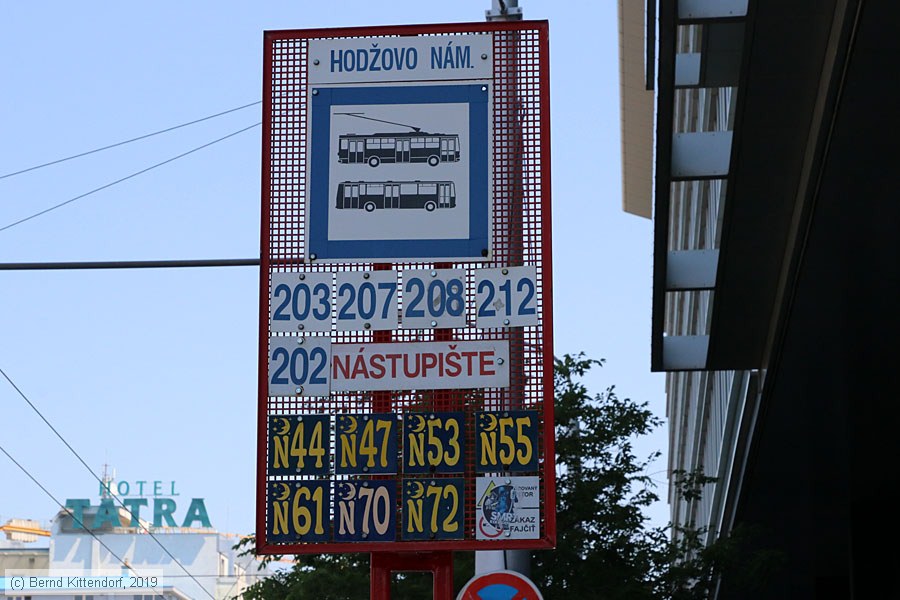 HODŽOVO NÁM.
203 207 208 212
202 NÁSTUPIŠTE
N44 N47 N53 N55
N61 N70 N72
ZÁKAZ
FAJČIŤ
HOTEL
TATRA
(c) Bernd Kittendorf, 2019